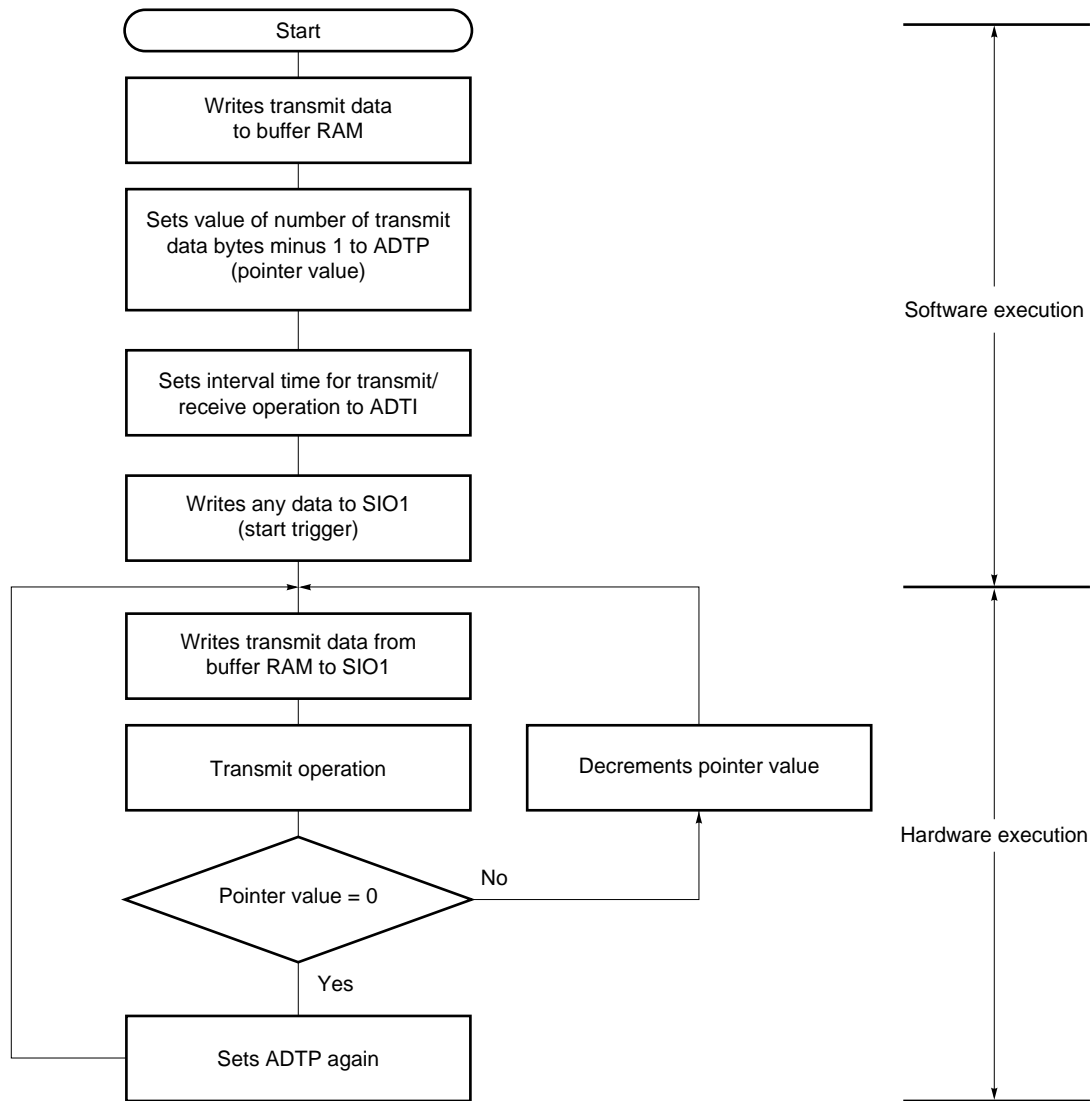 Start
Writes transmit data
to buffer RAM
Sets value of number of transmit
data bytes minus 1 to ADTP
(pointer value)
Software execution
Sets interval time for transmit/
receive operation to ADTI
Writes any data to SIO1
(start trigger)
Writes transmit data from
buffer RAM to SIO1
Transmit operation
Decrements pointer value
Hardware execution
Pointer value = 0
No
Yes
Sets ADTP again